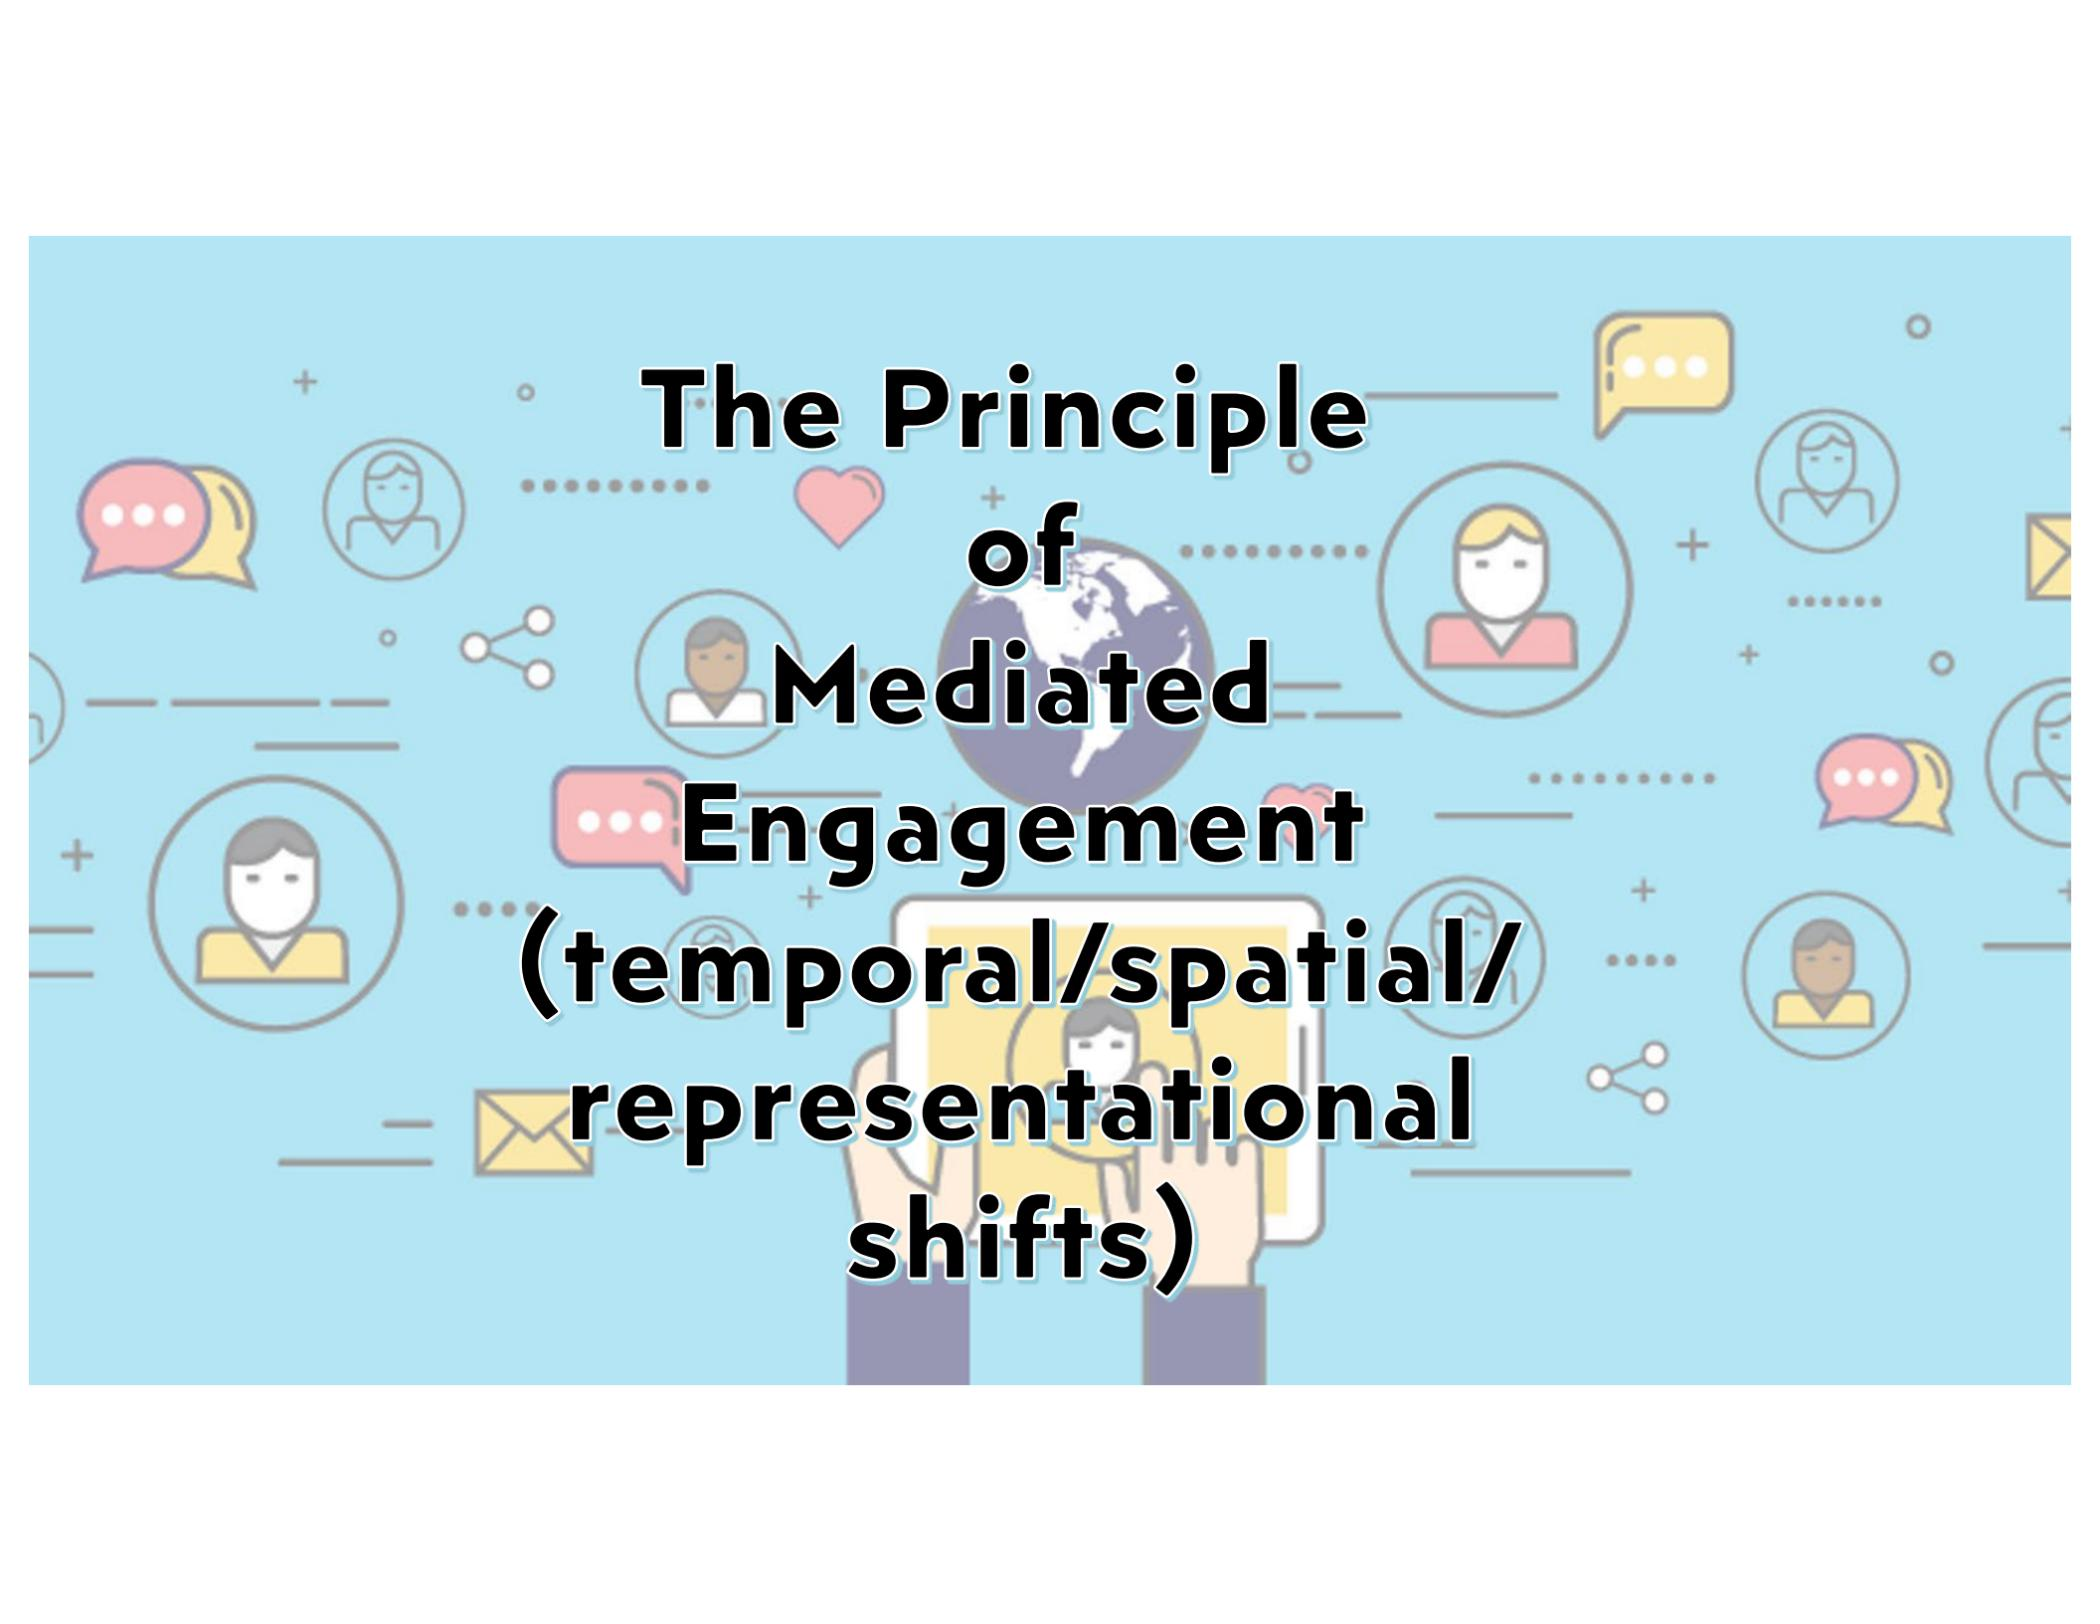 The Principle
of
Mediated
Engagement
(temporal/spatial/
representational
shifts)